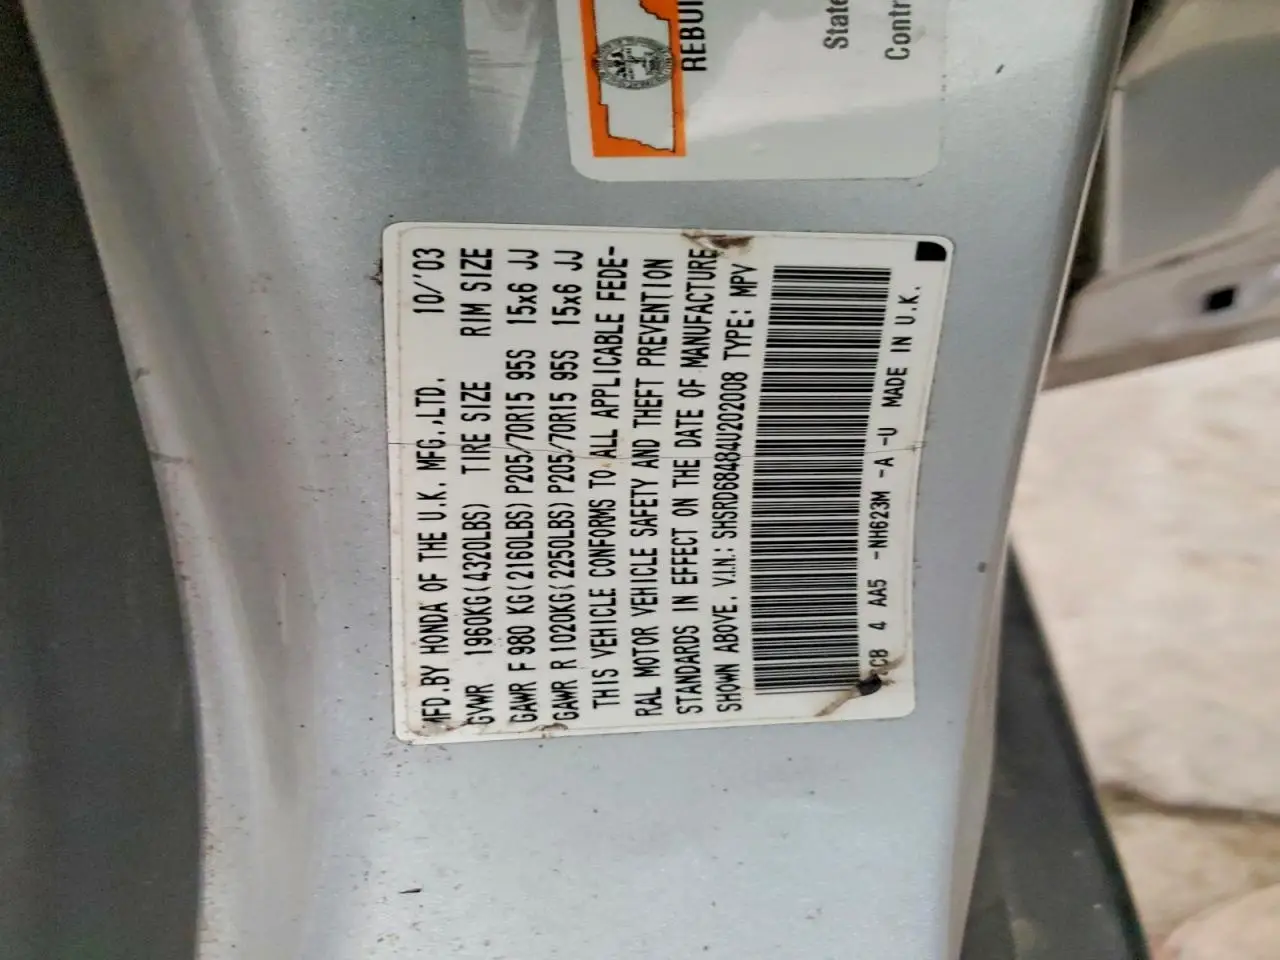 REBUI
State
Contr
MFD.BY HONDA OF THE U.K. MFG.,LTD. 10/'03
GVWR 1960KG(4320LBS) TIRE SIZE RIM SIZE
GAWR F 980 KG(2160LBS) P205/70R15 95S 15x6 JJ
GAWR R 1020KG(2250LBS) P205/70R15 95S 15x6 JJ
THIS VEHICLE CONFORMS TO ALL APPLICABLE FEDE-
RAL MOTOR VEHICLE SAFETY AND THEFT PREVENTION
STANDARDS IN EFFECT ON THE DATE OF MANUFACTURE
SHOWN ABOVE. V.I.N.: SHSRD68484U202008 TYPE: MPV
CB 4 AA5 -NH623M -A -U MADE IN U.K.